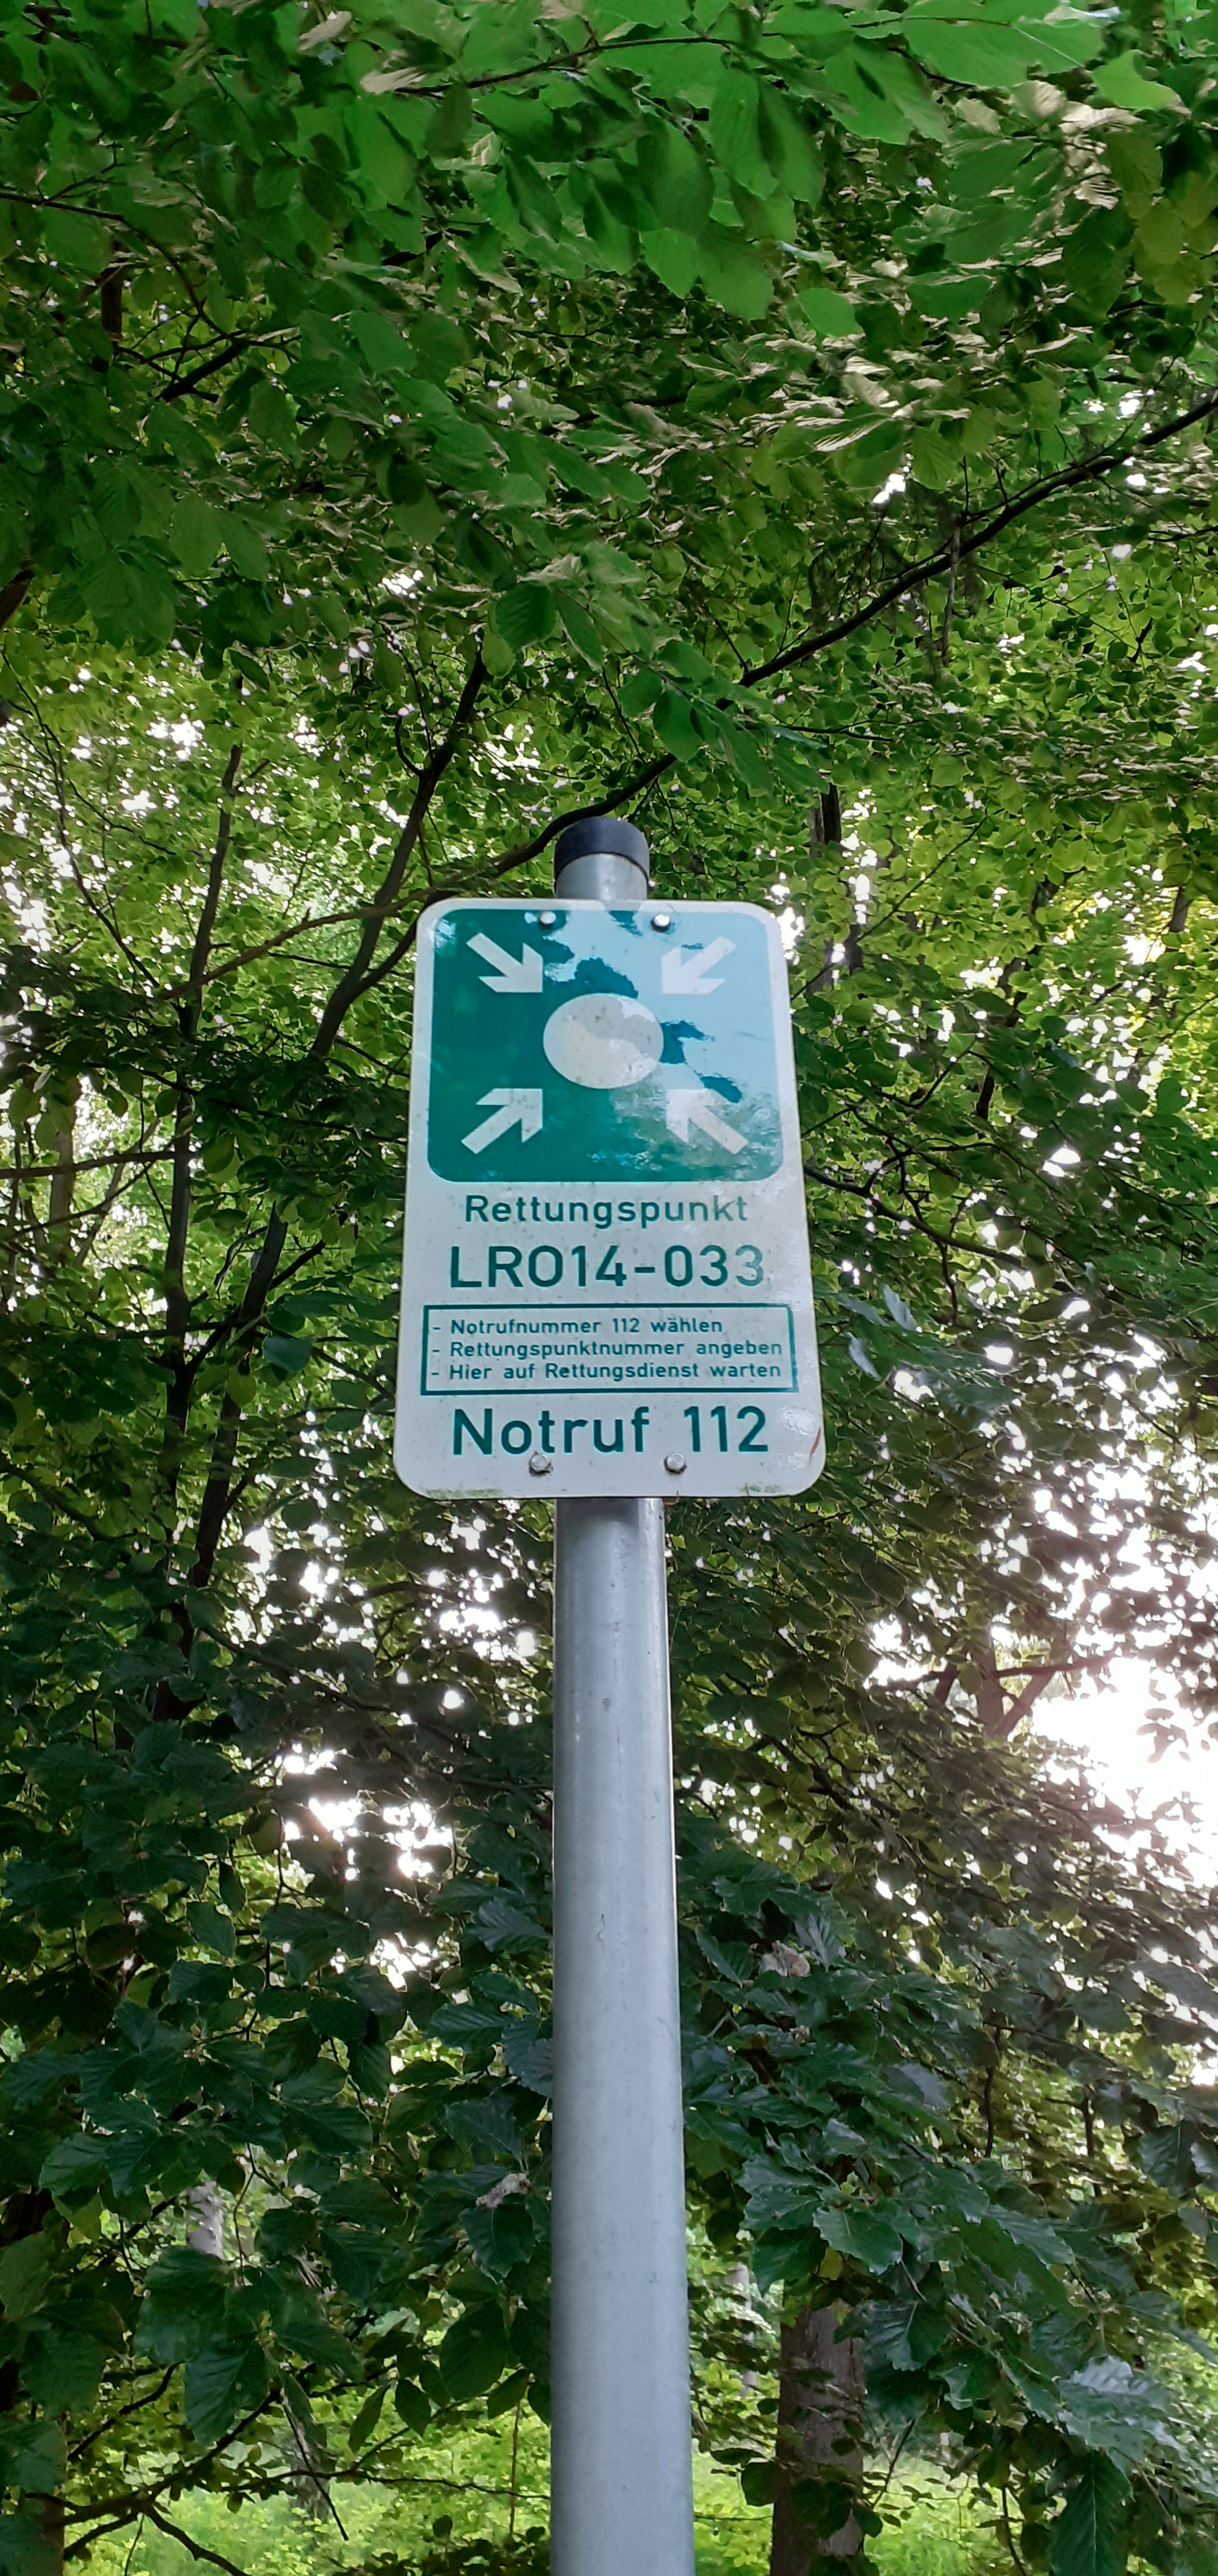 Rettungspunkt
LRO14-033
- Notrufnummer 112 wählen
- Rettungspunktnummer angeben
- Hier auf Rettungsdienst warten
Notruf 112